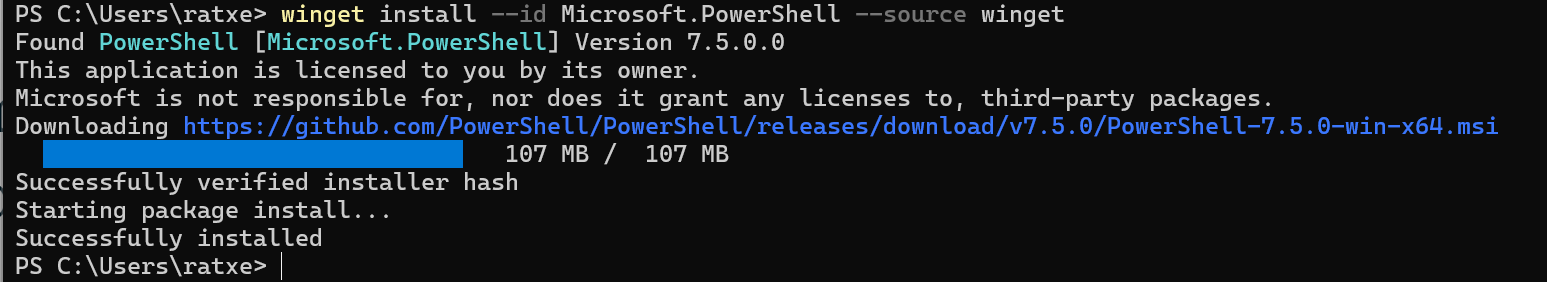 PS C:\Users\ratxe> winget install --id Microsoft.PowerShell --source winget
Found PowerShell [Microsoft.PowerShell] Version 7.5.0.0
This application is licensed to you by its owner.
Microsoft is not responsible for, nor does it grant any licenses to, third-party packages.
Downloading https://github.com/PowerShell/PowerShell/releases/download/v7.5.0/PowerShell-7.5.0-win-x64.msi
107 MB / 107 MB
Successfully verified installer hash
Starting package install...
Successfully installed
PS C:\Users\ratxe>